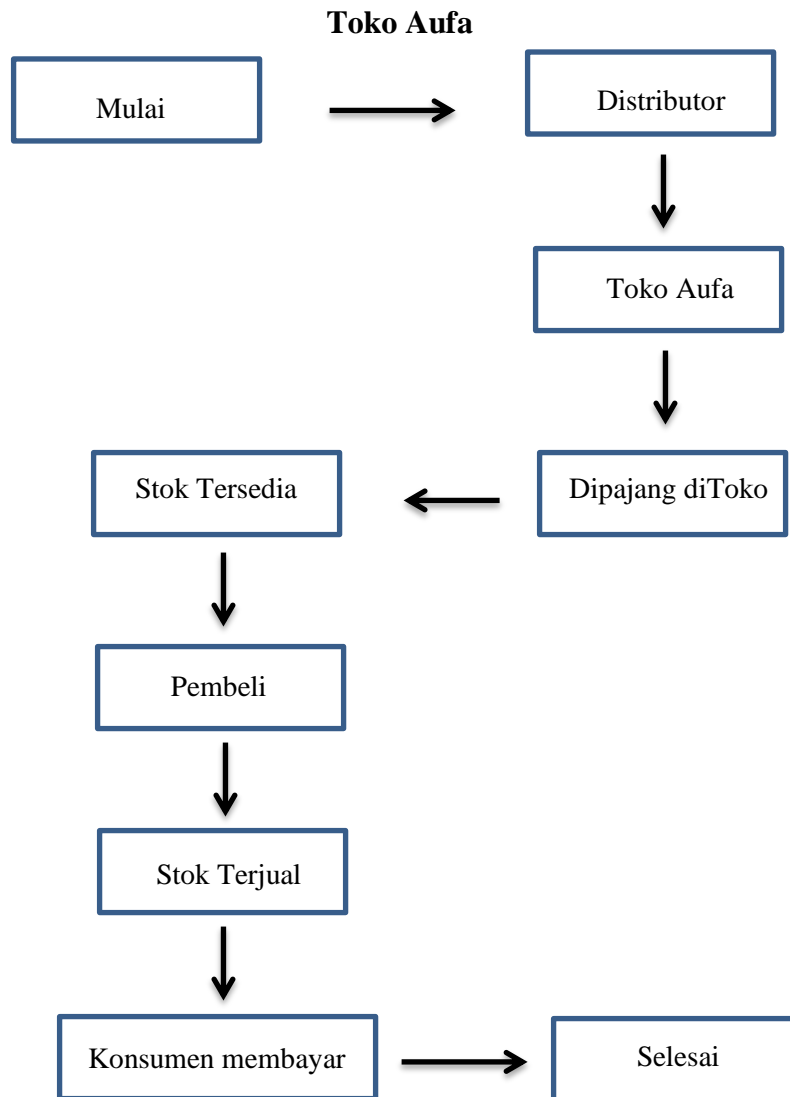 Toko Aufa
Mulai
Distributor
Toko Aufa
Dipajang diToko
Stok Tersedia
Pembeli
Stok Terjual
Konsumen membayar
Selesai